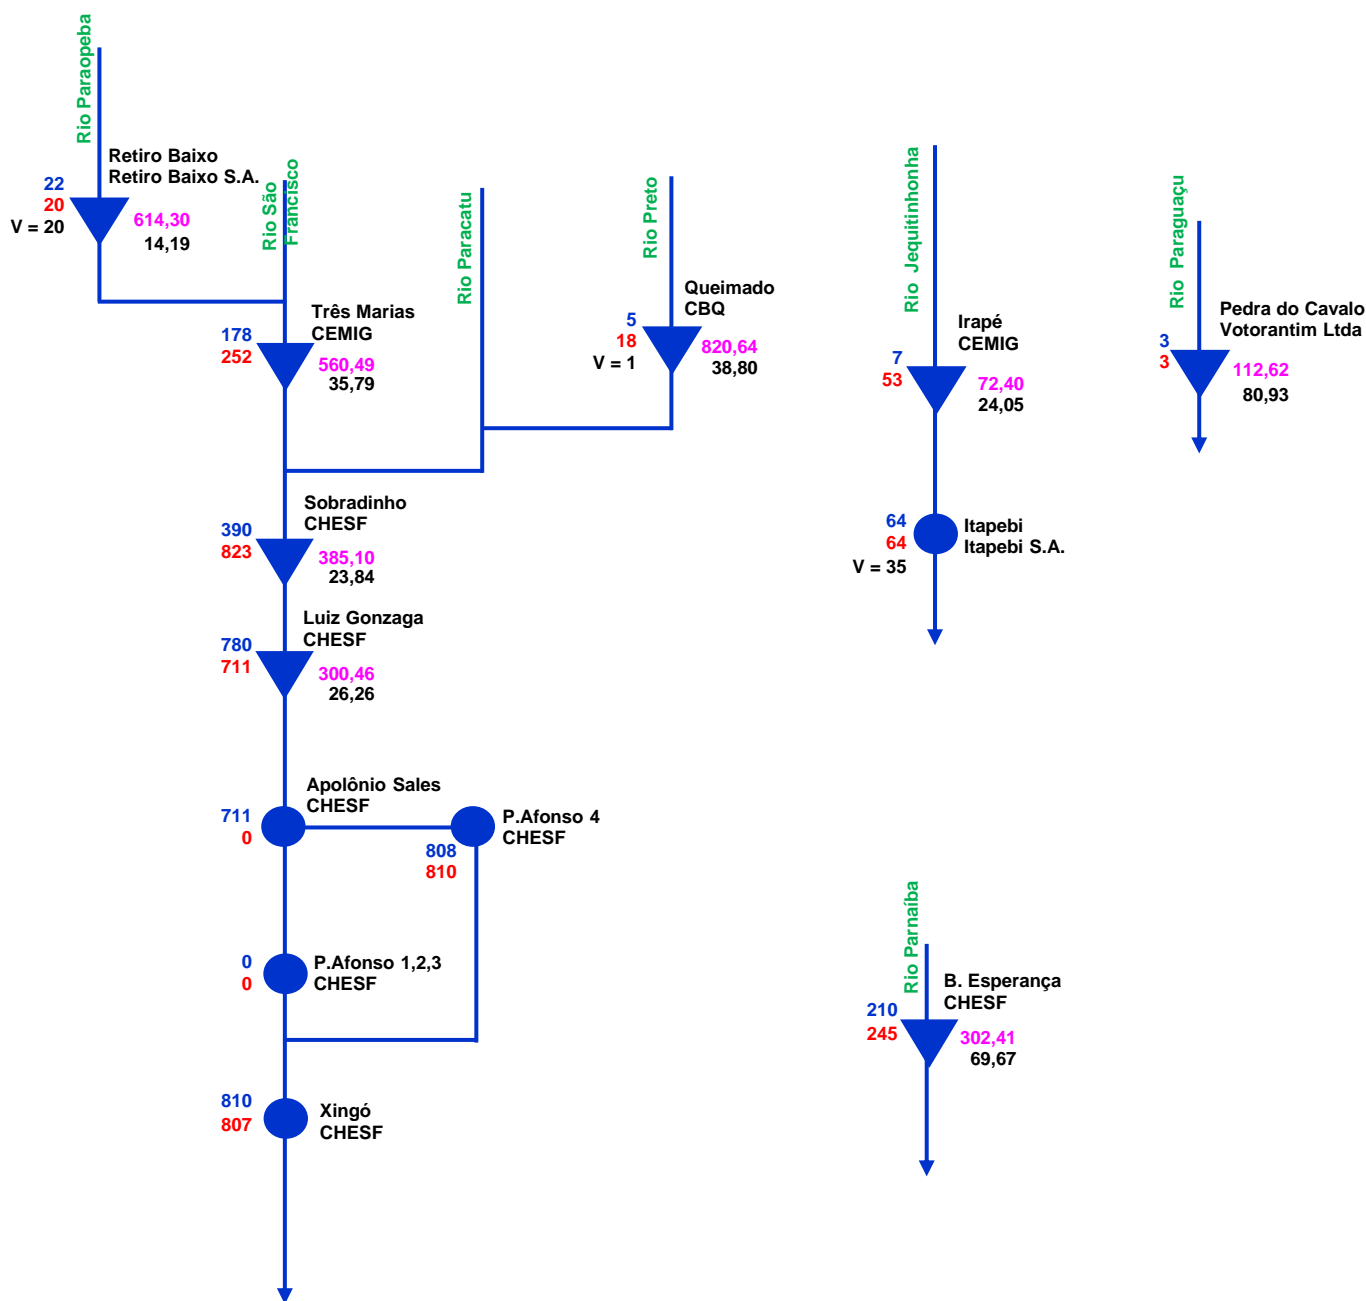 Rio Paraopeba
Retiro Baixo
Retiro Baixo S.A.
22
20
V = 20
614,30
14,19
Rio São
Francisco
Três Marias
CEMIG
178
252
560,49
35,79
Rio Paracatu
Rio Preto
Queimado
CBQ
5
18
V = 1
820,64
38,80
Sobradinho
CHESF
390
823
385,10
23,84
Luiz Gonzaga
CHESF
780
711
300,46
26,26
Apolônio Sales
CHESF
711
0
P.Afonso 4
CHESF
808
810
P.Afonso 1,2,3
CHESF
0
0
Xingó
CHESF
810
807
Rio Jequitinhonha
Irapé
CEMIG
7
53
72,40
24,05
Itapebi
Itapebi S.A.
64
64
V = 35
Rio Paraguaçu
Pedra do Cavalo
Votorantim Ltda
3
3
112,62
80,93
Rio Parnaíba
B. Esperança
CHESF
210
245
302,41
69,67